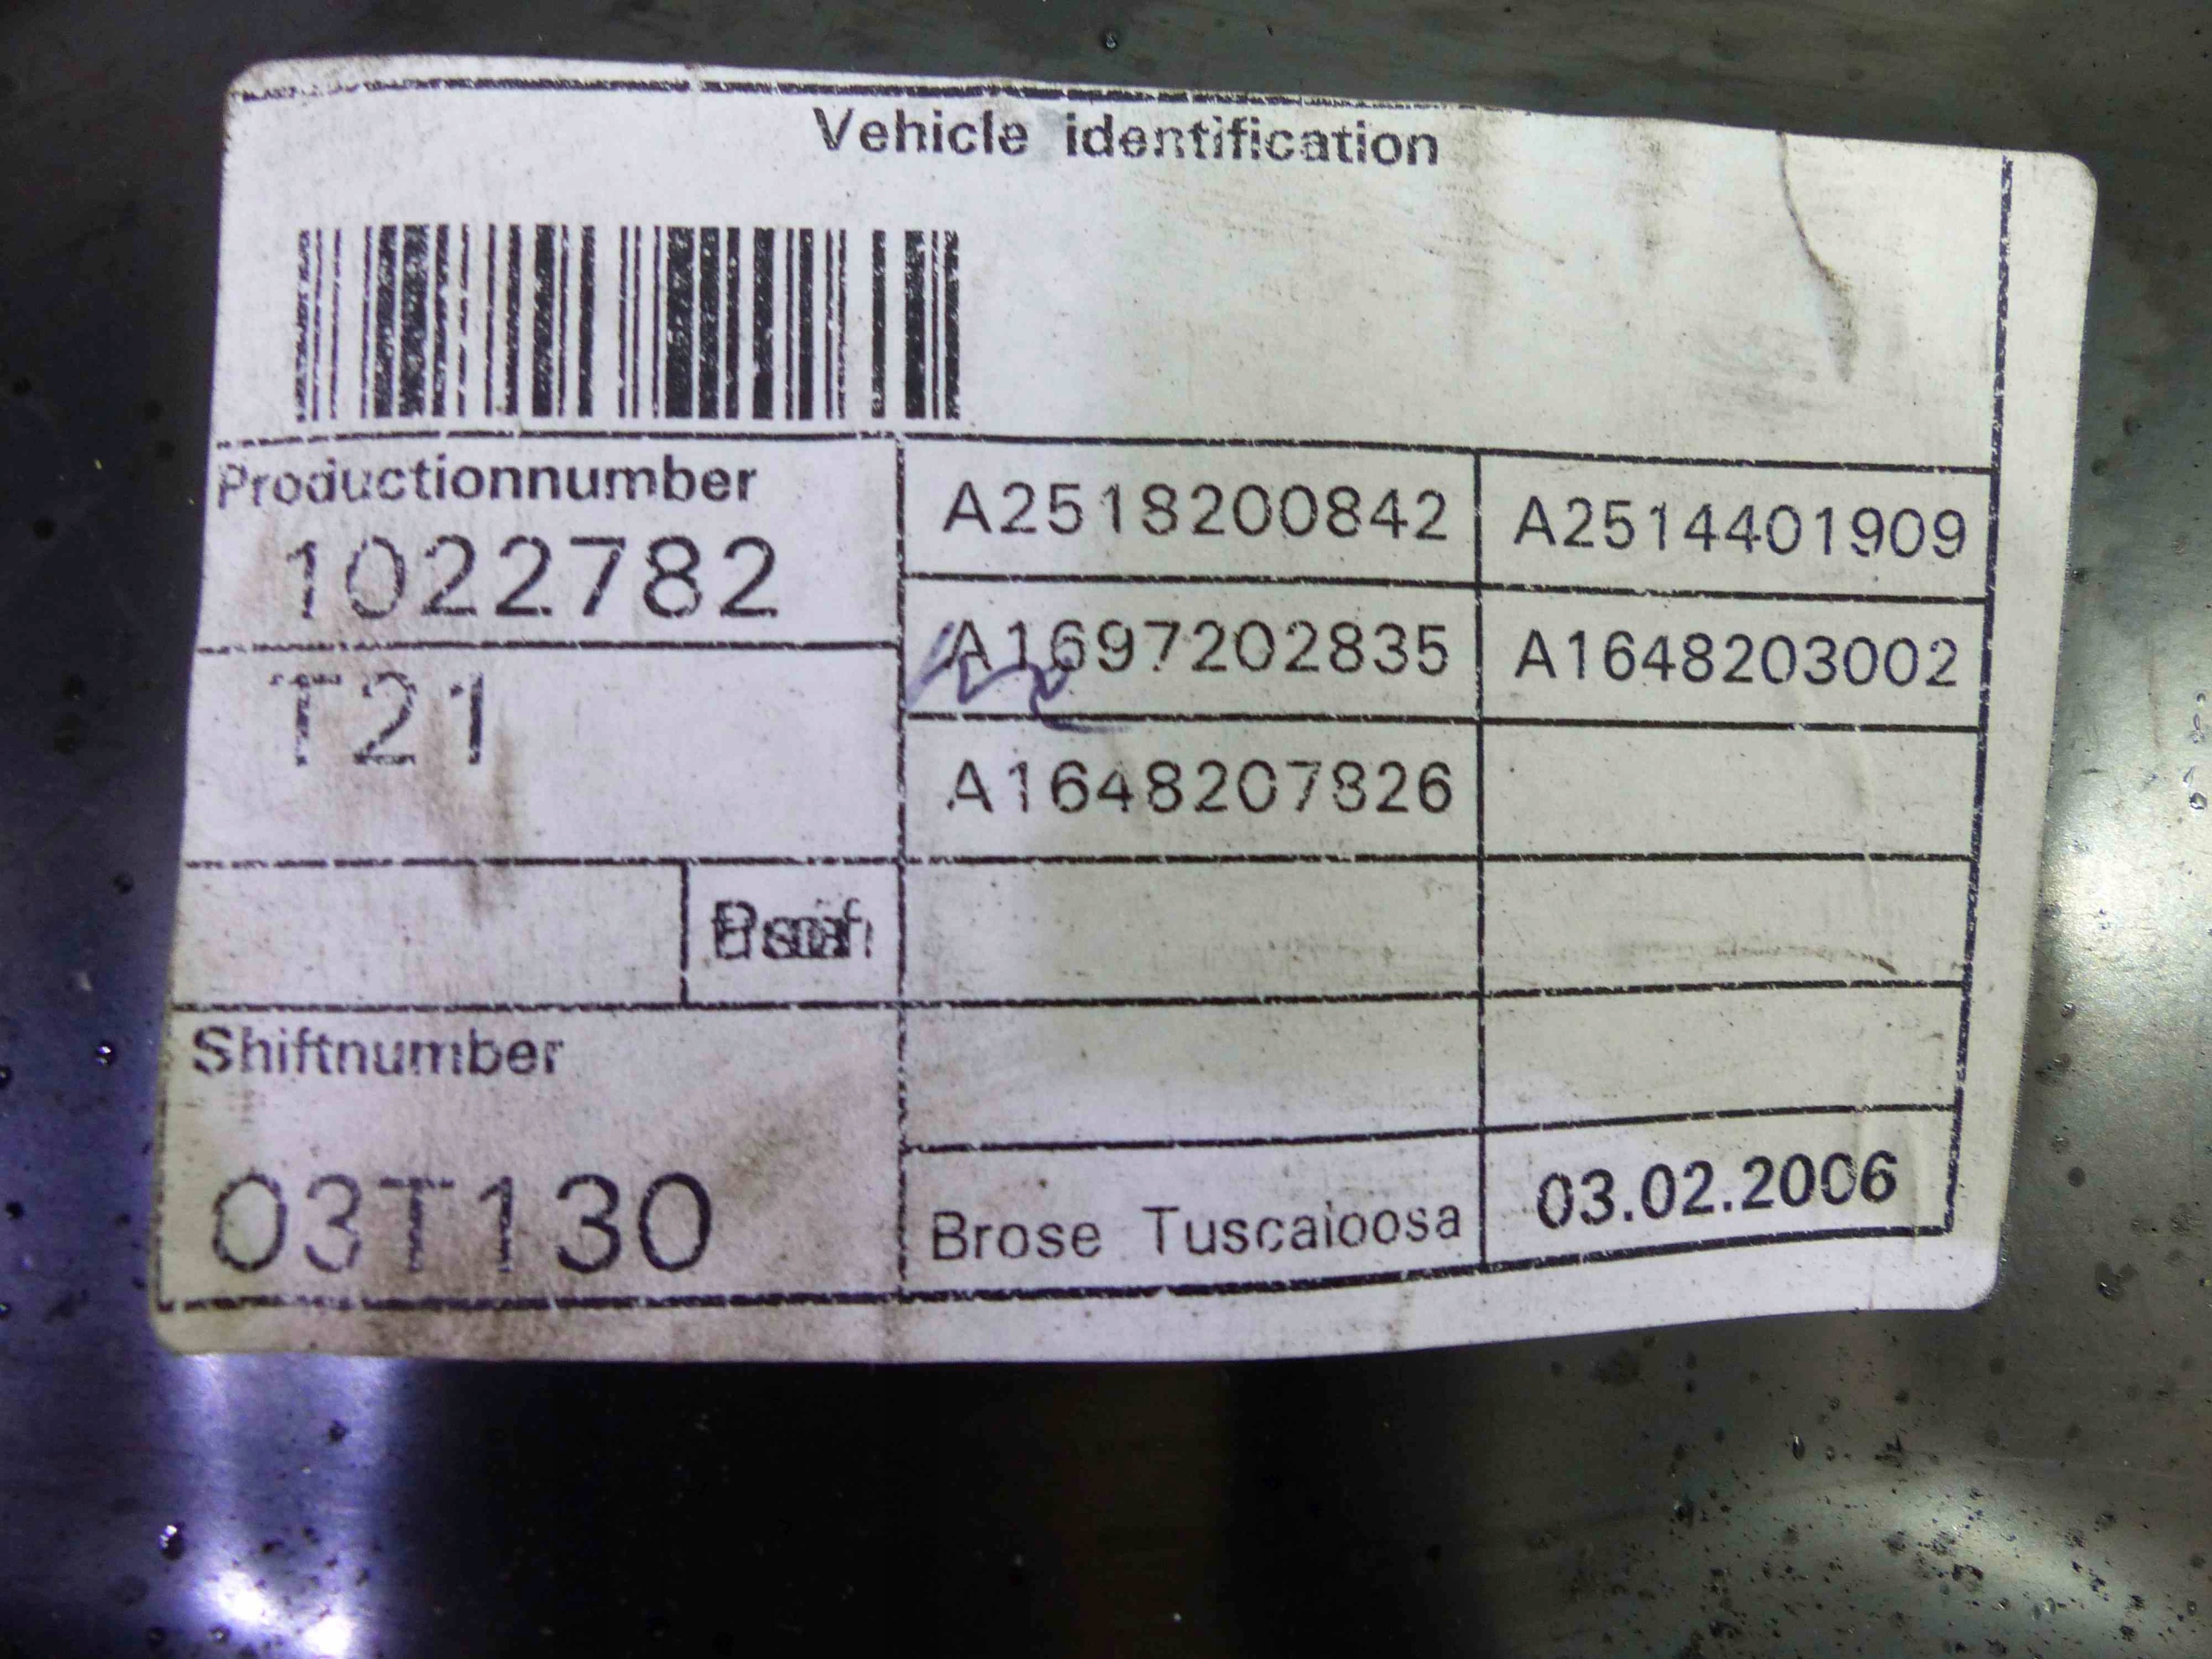 Vehicle identification
Productionnumber
1022782
A2518200842
A2514401909
A1697202835
A1648203002
T21
A1648207826
Shiftnumber
03T130
Brose Tuscaloosa
03.02.2006